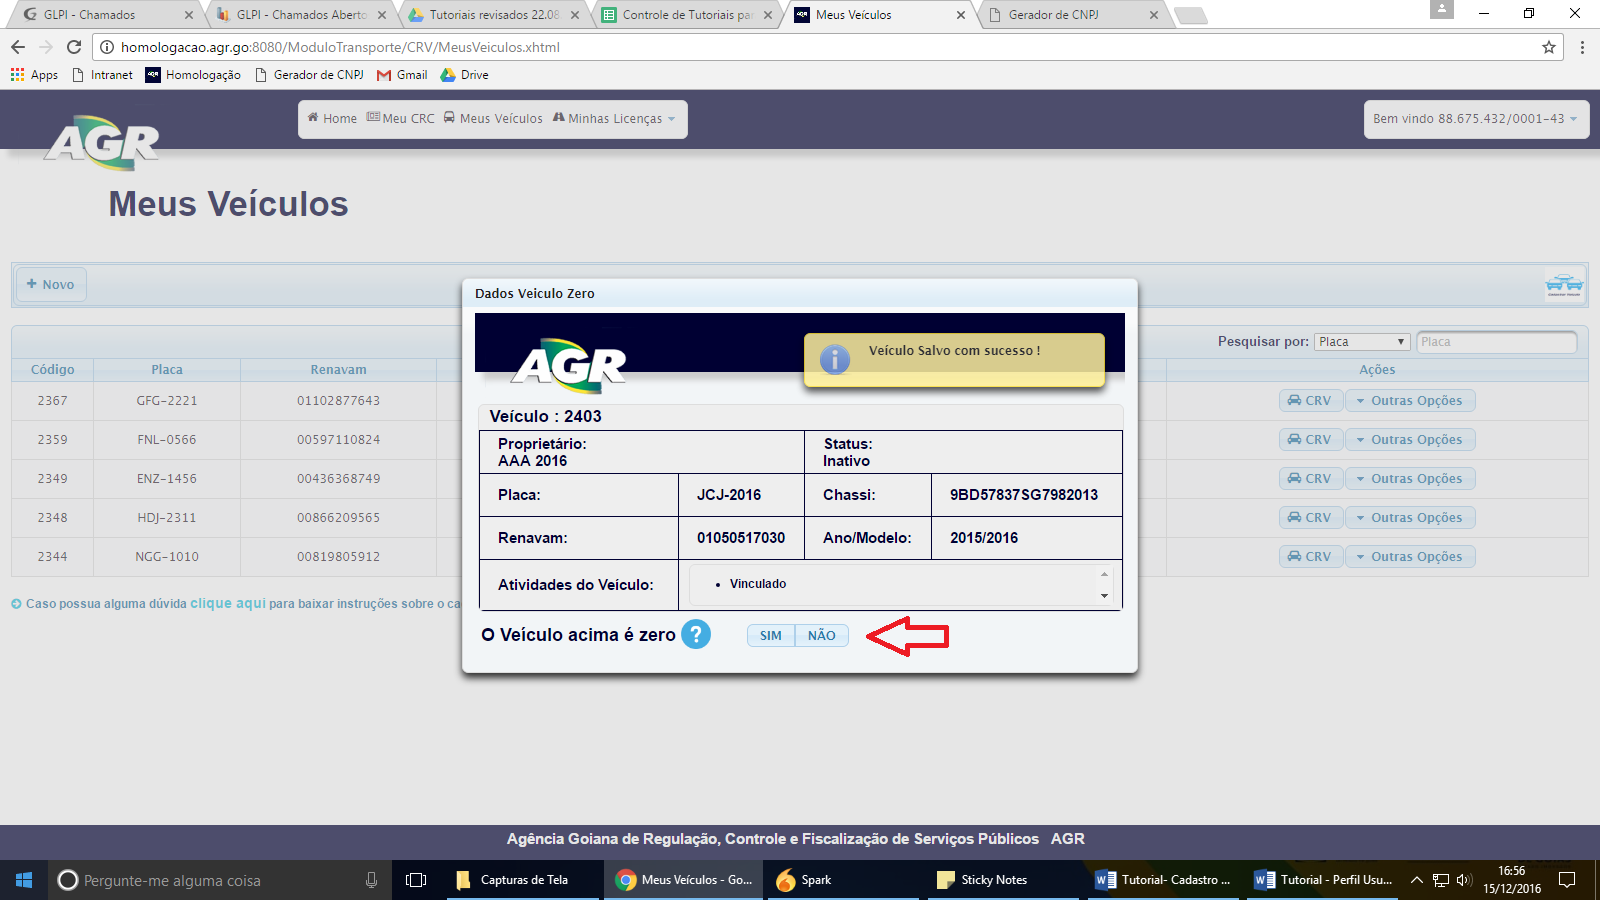 GLPI - Chamados
GLPI - Chamados Aberto
Tutoriais revisados 22.08
Controle de Tutoriais par
Meus Veículos
Gerador de CNPJ
homologacao.agr.go:8080/ModuloTransporte/CRV/MeusVeiculos.xhtml
Apps Intranet Homologação Gerador de CNPJ Gmail Drive
AGR
Home Meu CRC Meus Veículos Minhas Licenças
Bem vindo 88.675.432/0001-43
Meus Veículos
+ Novo
Pesquisar por: Placa Placa
Código Placa Renavam Ações
2367 GFG-2221 01102877643 CRV Outras Opções
2359 FNL-0566 00597110824 CRV Outras Opções
2349 ENZ-1456 00436368749 CRV Outras Opções
2348 HDJ-2311 00866209565 CRV Outras Opções
2344 NGG-1010 00819805912 CRV Outras Opções
Caso possua alguma dúvida clique aqui para baixar instruções sobre o ca
Dados Veiculo Zero
AGR
Veículo Salvo com sucesso !
Veículo : 2403
Proprietário:
AAA 2016
Status:
Inativo
Placa: JCJ-2016 Chassi: 9BD57837SG7982013
Renavam: 01050517030 Ano/Modelo: 2015/2016
Atividades do Veículo: • Vinculado
O Veículo acima é zero ? SIM NÃO
Agência Goiana de Regulação, Controle e Fiscalização de Serviços Públicos AGR
Pergunte-me alguma coisa
Capturas de Tela
Meus Veículos - Go...
Spark
Sticky Notes
Tutorial- Cadastro ...
Tutorial - Perfil Usu...
16:56
15/12/2016